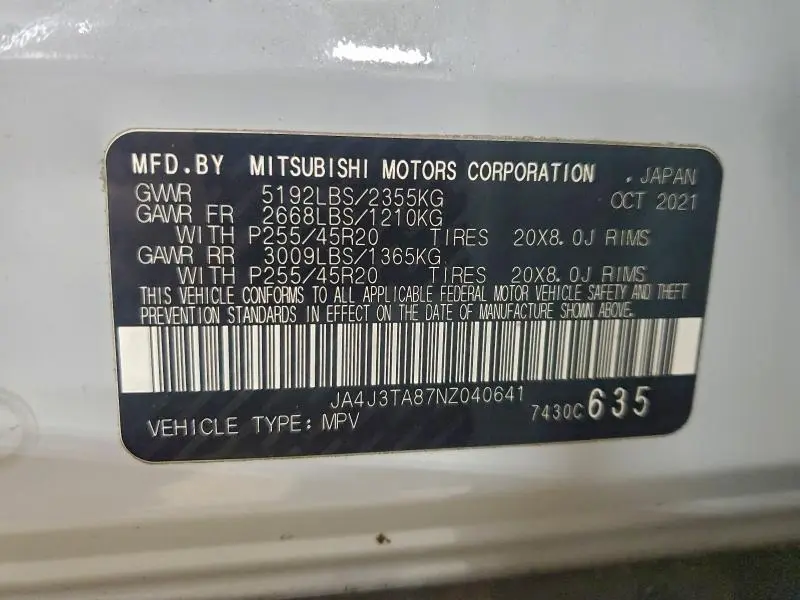 MFD.BY MITSUBISHI MOTORS CORPORATION . JAPAN
GVWR 5192LBS/2355KG OCT 2021
GAWR FR 2668LBS/1210KG
WITH P255/45R20 TIRES 20X8.0J RIMS
GAWR RR 3009LBS/1365KG
WITH P255/45R20 TIRES 20X8.0J RIMS
THIS VEHICLE CONFORMS TO ALL APPLICABLE FEDERAL MOTOR VEHICLE SAFETY AND THEFT
PREVENTION STANDARDS IN EFFECT ON THE DATE OF MANUFACTURE SHOWN ABOVE.
JA4J3TA87NZ040641
VEHICLE TYPE: MPV 7430C 635